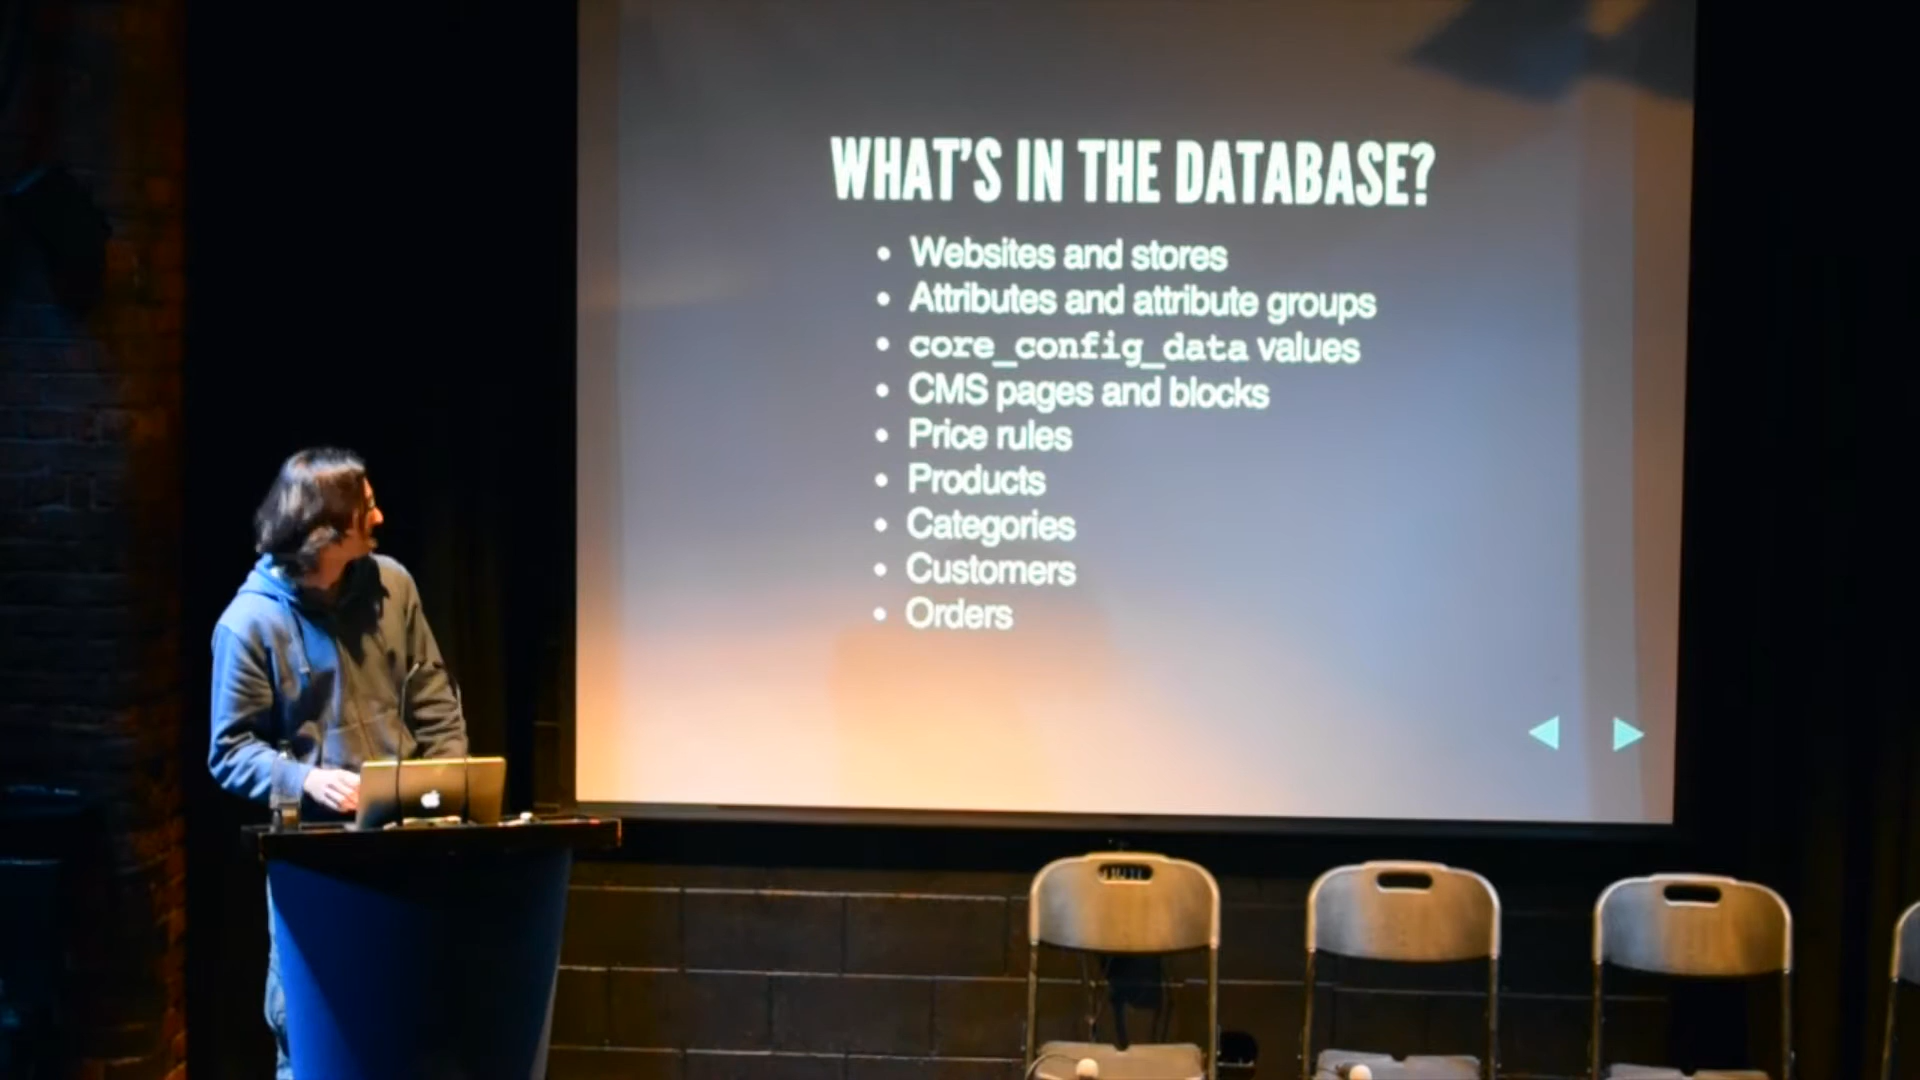 WHAT'S IN THE DATABASE?
• Websites and stores
• Attributes and attribute groups
• core_config_data values
• CMS pages and blocks
• Price rules
• Products
• Categories
• Customers
• Orders